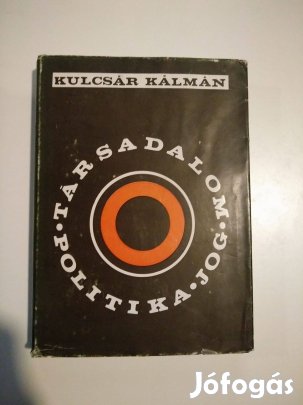 KULCSÁR KÁLMÁN
TÁRSADALOM · POLITIKA · JOG ·
Jófogás